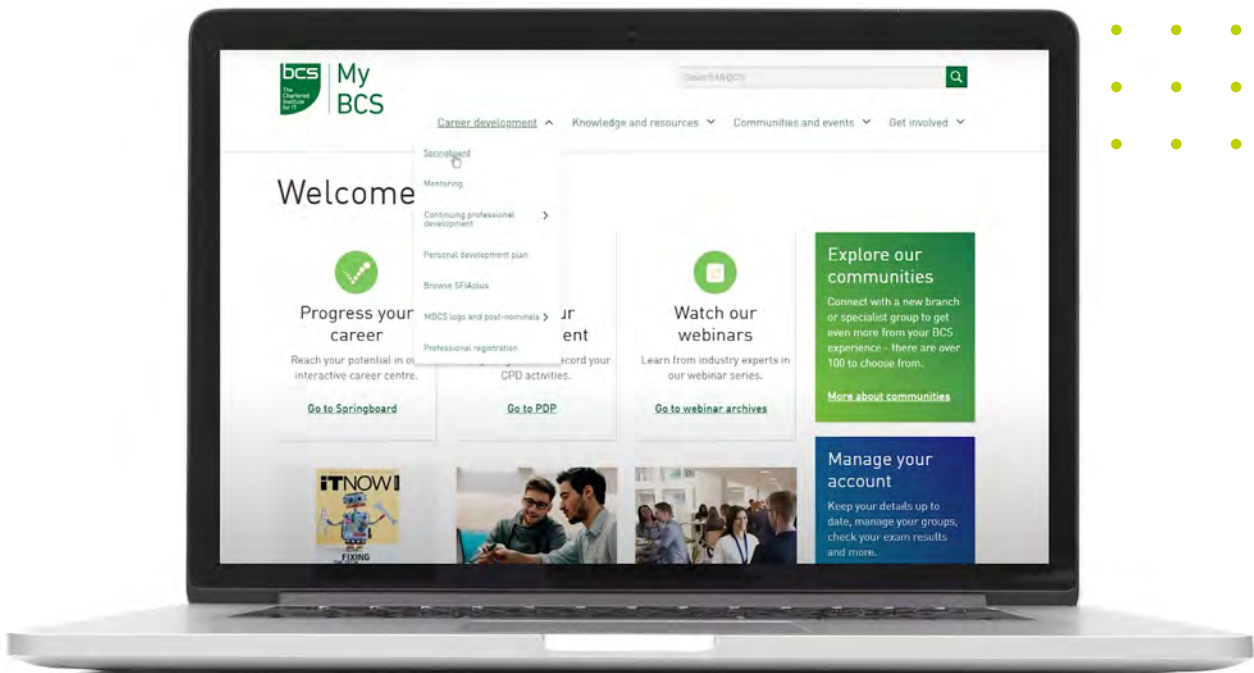 bcs
The
Chartered
Institute
for IT
My
BCS
Search MyBCS
Career development
Knowledge and resources
Communities and events
Get involved
Springboard
Mentoring
Continuing professional
development
Personal development plan
Browse SFIAplus
MBCS logo and post-nominals
Professional registration
Welcome
Progress your
career
Reach your potential in
interactive career centre.
Go to Springboard
ur
ent
ecord your
CPD activities.
Go to PDP
Watch our
webinars
Learn from industry experts in
our webinar series.
Go to webinar archives
Explore our
communities
Connect with a new branch
or specialist group to get
even more from your BCS
experience - there are over
100 to choose from.
More about communities
Manage your
account
Keep your details up to
date, manage your groups,
check your exam results
and more.
iTNOW
FIXING